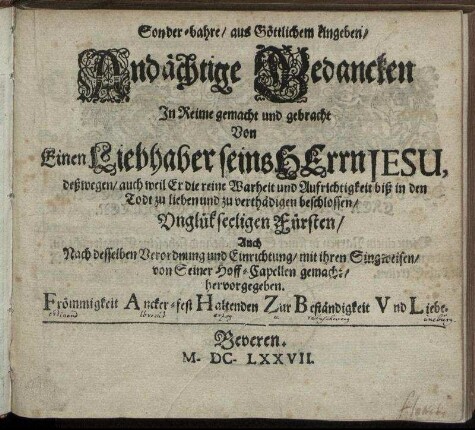 Sonder-bahre/ aus Göttlichem Angeben/
Andächtige Gedancken
In Reime gemacht und gebracht
Von
Einen Liebhaber seins HErrn JESU,
deßwegen/ auch weil Er die reine Warheit und Aufrichtigkeit biß in den
Todt zu lieben und zu verthädigen beschlossen/
Unglükseeligen Fürsten/
Auch
Nach desselben Verordnung und Einrichtung/ mit ihren Singweisen/
von Seiner Hoff-Capellen gemacht/
hervorgegeben.
Frömmigkeit Ancker-fest Haltenden Zur Beständigkeit Vnd Liebe.
Beveren.
M. DC. LXXVII.